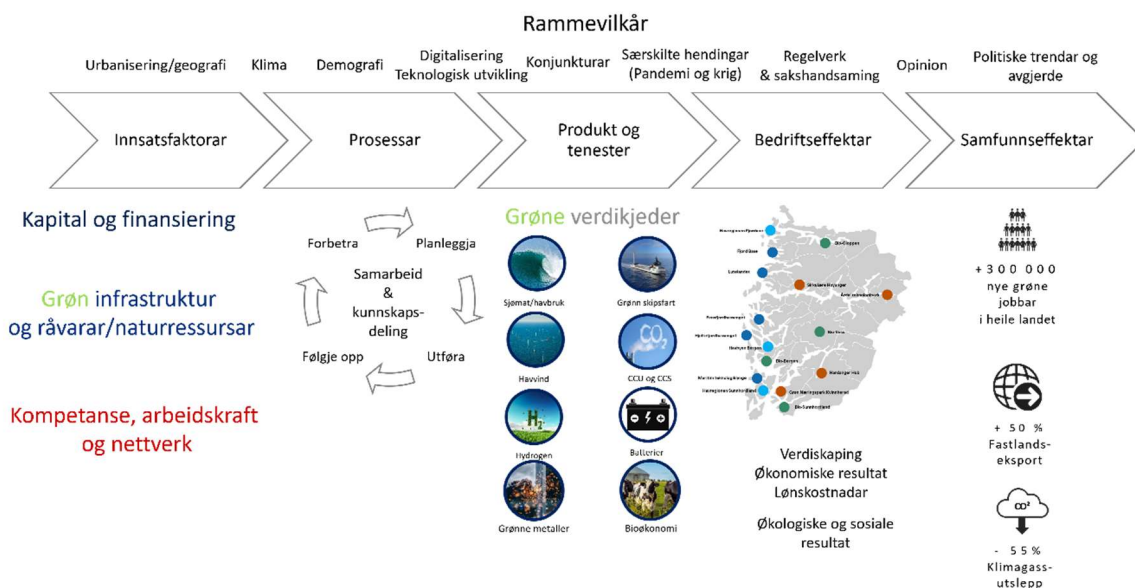 Rammevilkår
Urbanisering/geografi
Klima
Demografi
Digitalisering
Teknologisk utvikling
Konjunkturar
Særskilte hendingar
(Pandemi og krig)
Regelverk
& sakshandsaming
Opinion
Politiske trendar og
avgjerde
Innsatsfaktorar
Prosessar
Produkt og
tenester
Bedriftseffektar
Samfunnseffektar
Kapital og finansiering
Grøn infrastruktur
og råvarar/naturressursar
Kompetanse, arbeidskraft
og nettverk
Forbetra
Planleggja
Samarbeid
&
kunnskaps-
deling
Følgje opp
Utføra
Grøne verdikjeder
Sjømat/havbruk
Grønn skipsfart
CO2
Havvind
CCU og CCS
H2
Hydrogen
Batterier
Grønne metaller
Bioøkonomi
Verdiskaping
Økonomiske resultat
Lønskostnadar
Økologiske og sosiale
resultat
+300 000
nye grøne
jobbar
i heile landet
+ 50 %
Fastlands-
eksport
CO²
- 55%
Klimagass-
utslepp